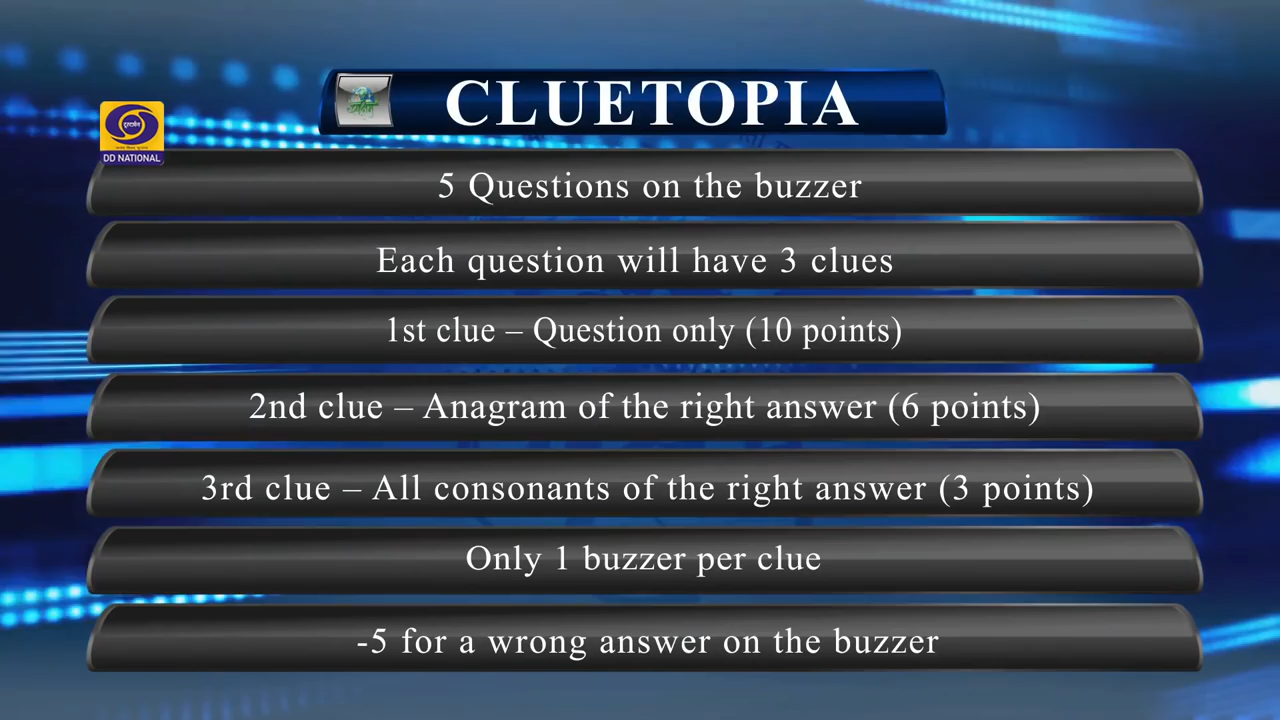 CLUETOPIA
दूरदर्शन
DD NATIONAL
5 Questions on the buzzer
Each question will have 3 clues
1st clue – Question only (10 points)
2nd clue – Anagram of the right answer (6 points)
3rd clue – All consonants of the right answer (3 points)
Only 1 buzzer per clue
-5 for a wrong answer on the buzzer